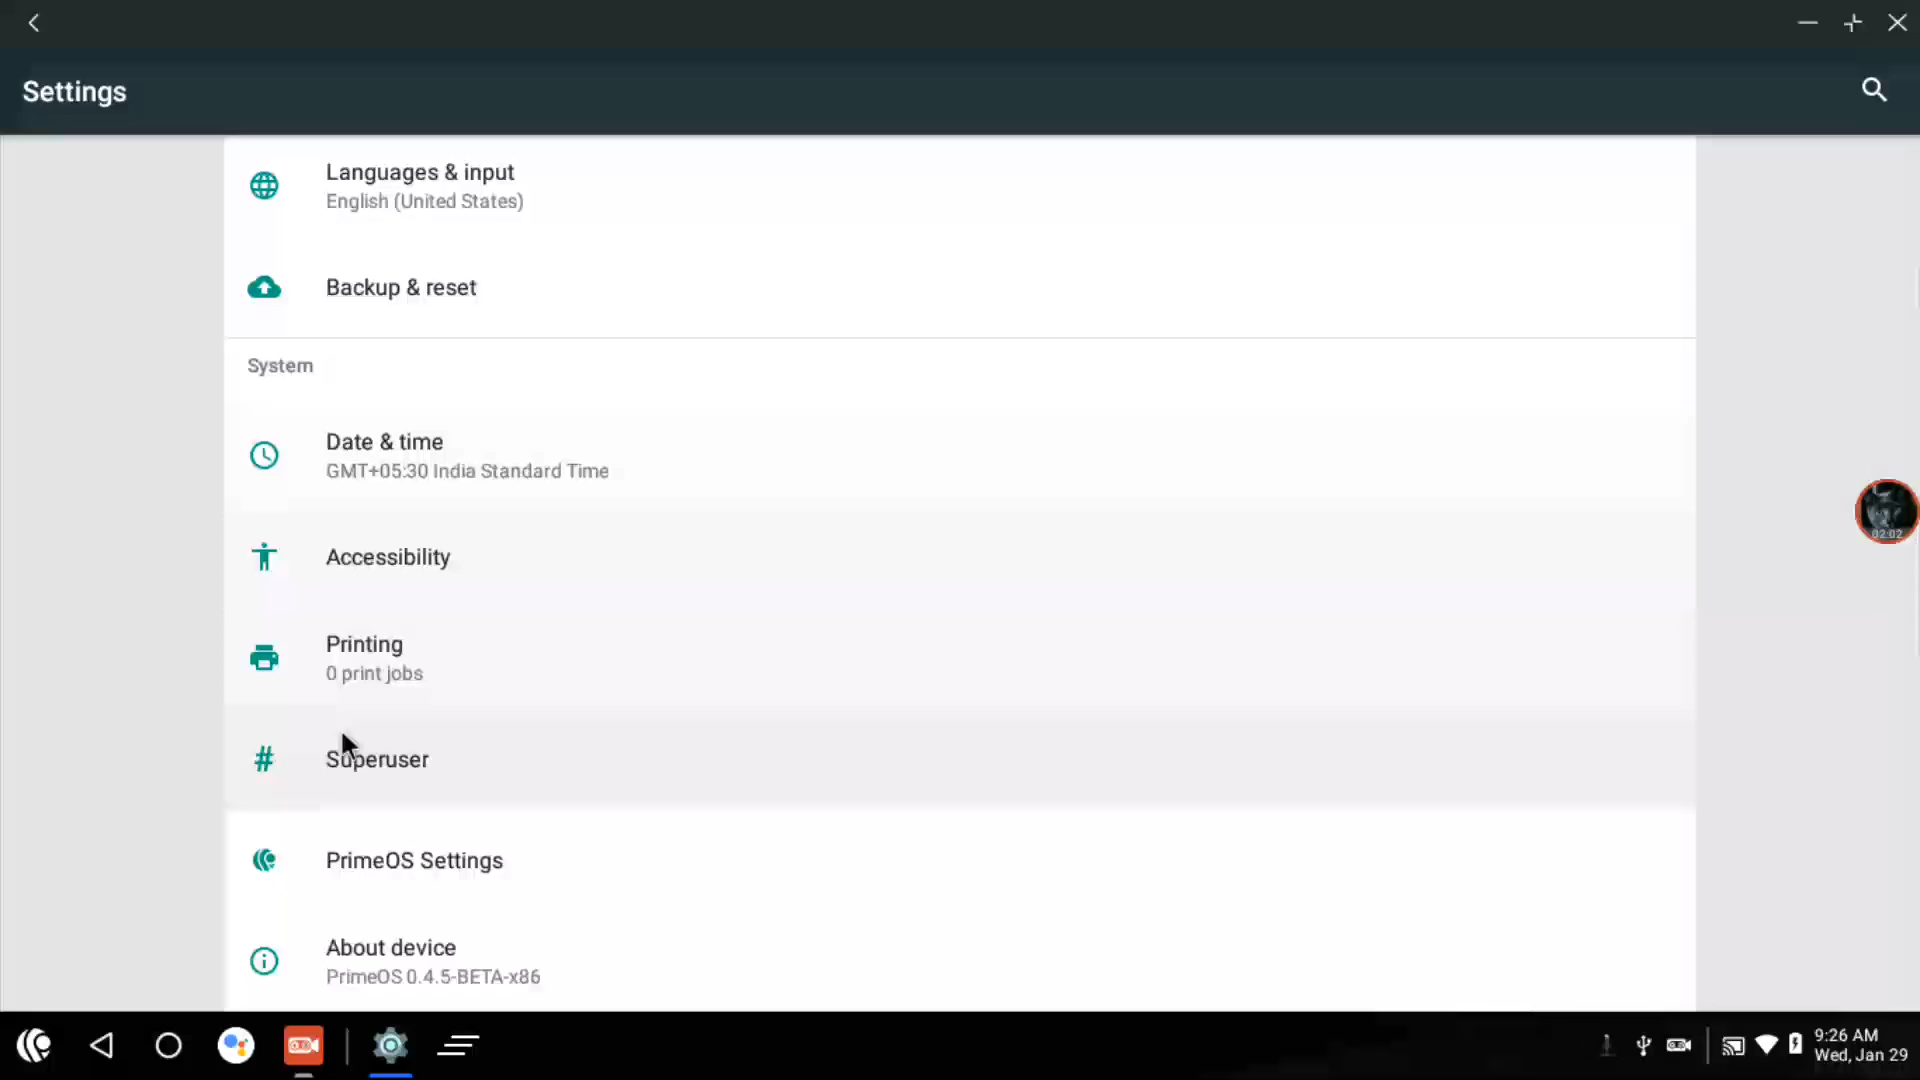 Settings
Languages & input
English (United States)
Backup & reset
System
Date & time
GMT+05:30 India Standard Time
Accessibility
Printing
0 print jobs
# Superuser
PrimeOS Settings
About device
PrimeOS 0.4.5-BETA-x86
02:02
9:26 AM
Wed, Jan 29